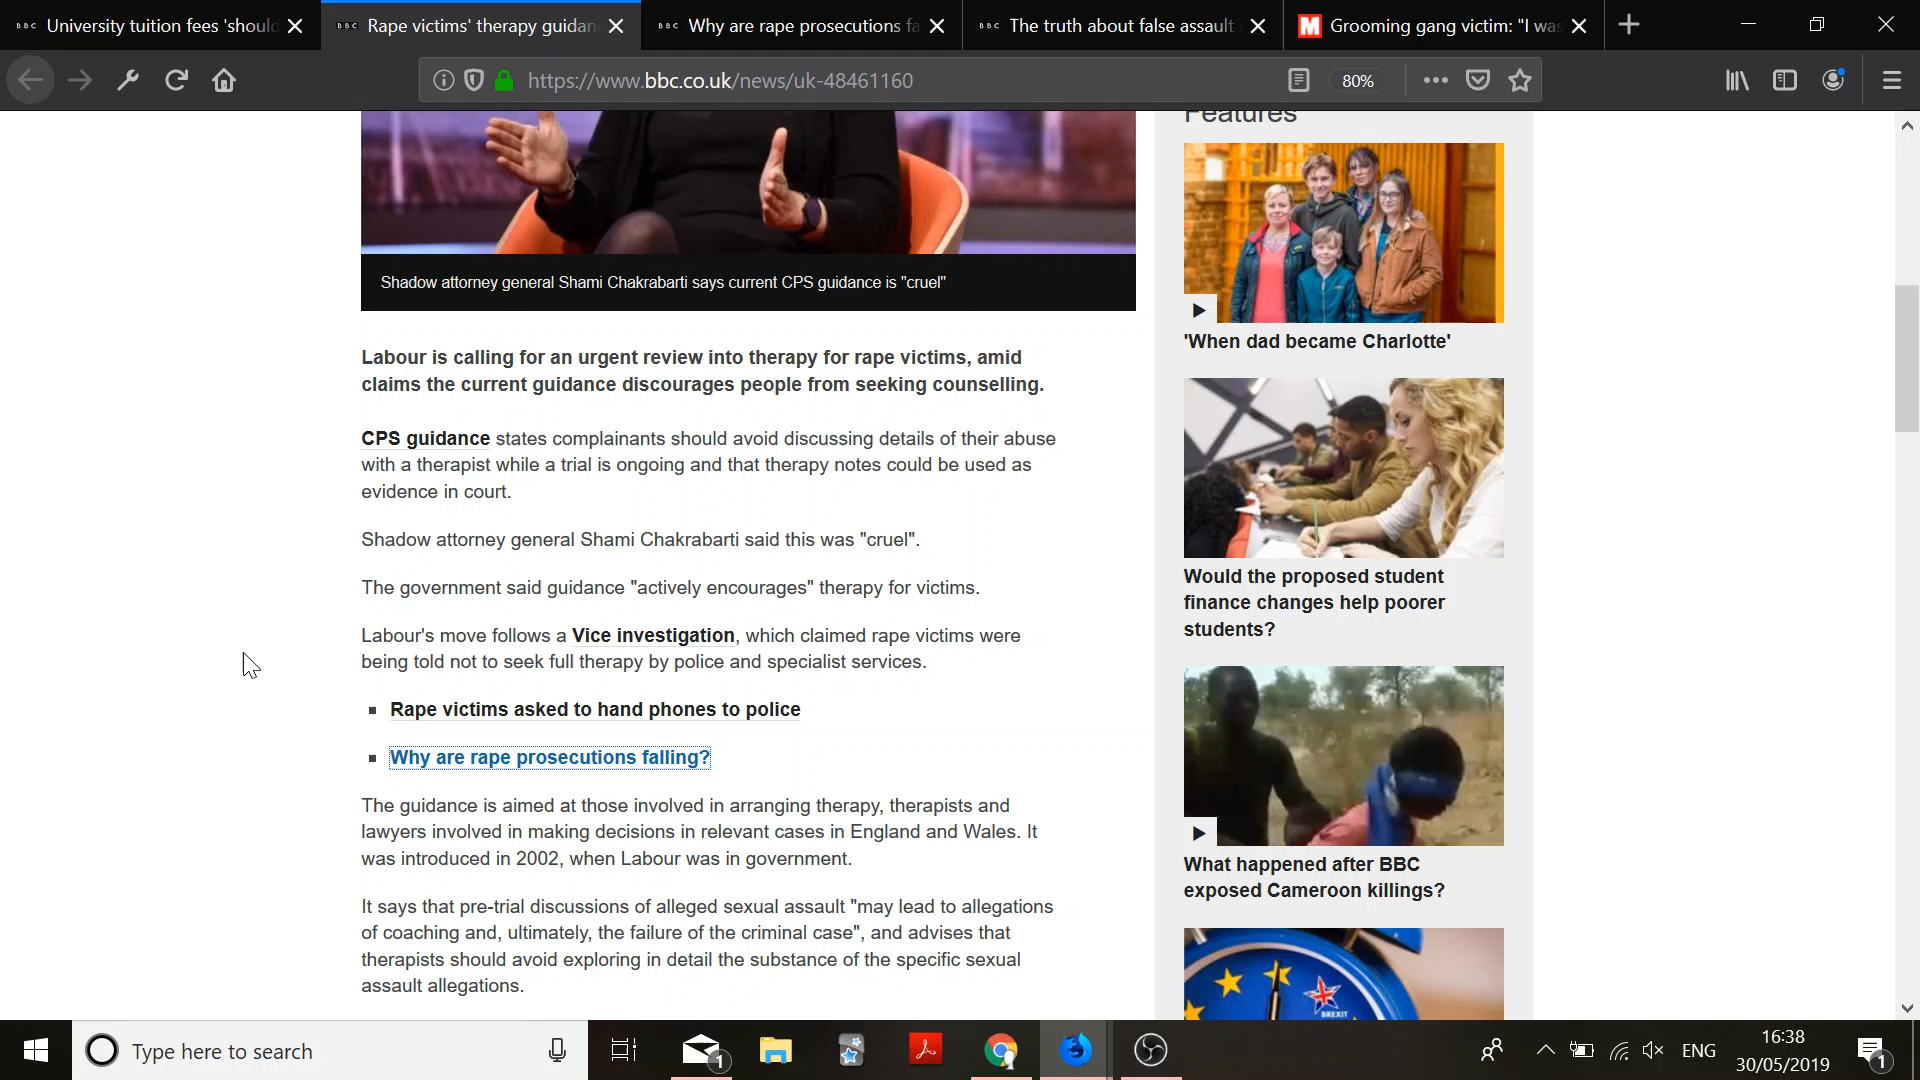 BBC University tuition fees 'should
BBC Rape victims' therapy guidan
BBC Why are rape prosecutions fa
BBC The truth about false assault a
M Grooming gang victim: "I was
https://www.bbc.co.uk/news/uk-48461160
80%
Features
Shadow attorney general Shami Chakrabarti says current CPS guidance is "cruel"
Labour is calling for an urgent review into therapy for rape victims, amid
claims the current guidance discourages people from seeking counselling.
CPS guidance states complainants should avoid discussing details of their abuse
with a therapist while a trial is ongoing and that therapy notes could be used as
evidence in court.
Shadow attorney general Shami Chakrabarti said this was "cruel".
The government said guidance "actively encourages" therapy for victims.
Labour's move follows a Vice investigation, which claimed rape victims were
being told not to seek full therapy by police and specialist services.
Rape victims asked to hand phones to police
Why are rape prosecutions falling?
The guidance is aimed at those involved in arranging therapy, therapists and
lawyers involved in making decisions in relevant cases in England and Wales. It
was introduced in 2002, when Labour was in government.
It says that pre-trial discussions of alleged sexual assault "may lead to allegations
of coaching and, ultimately, the failure of the criminal case", and advises that
therapists should avoid exploring in detail the substance of the specific sexual
assault allegations.
'When dad became Charlotte'
Would the proposed student
finance changes help poorer
students?
What happened after BBC
exposed Cameroon killings?
BREXIT
Type here to search
1
ENG
16:38
30/05/2019
1